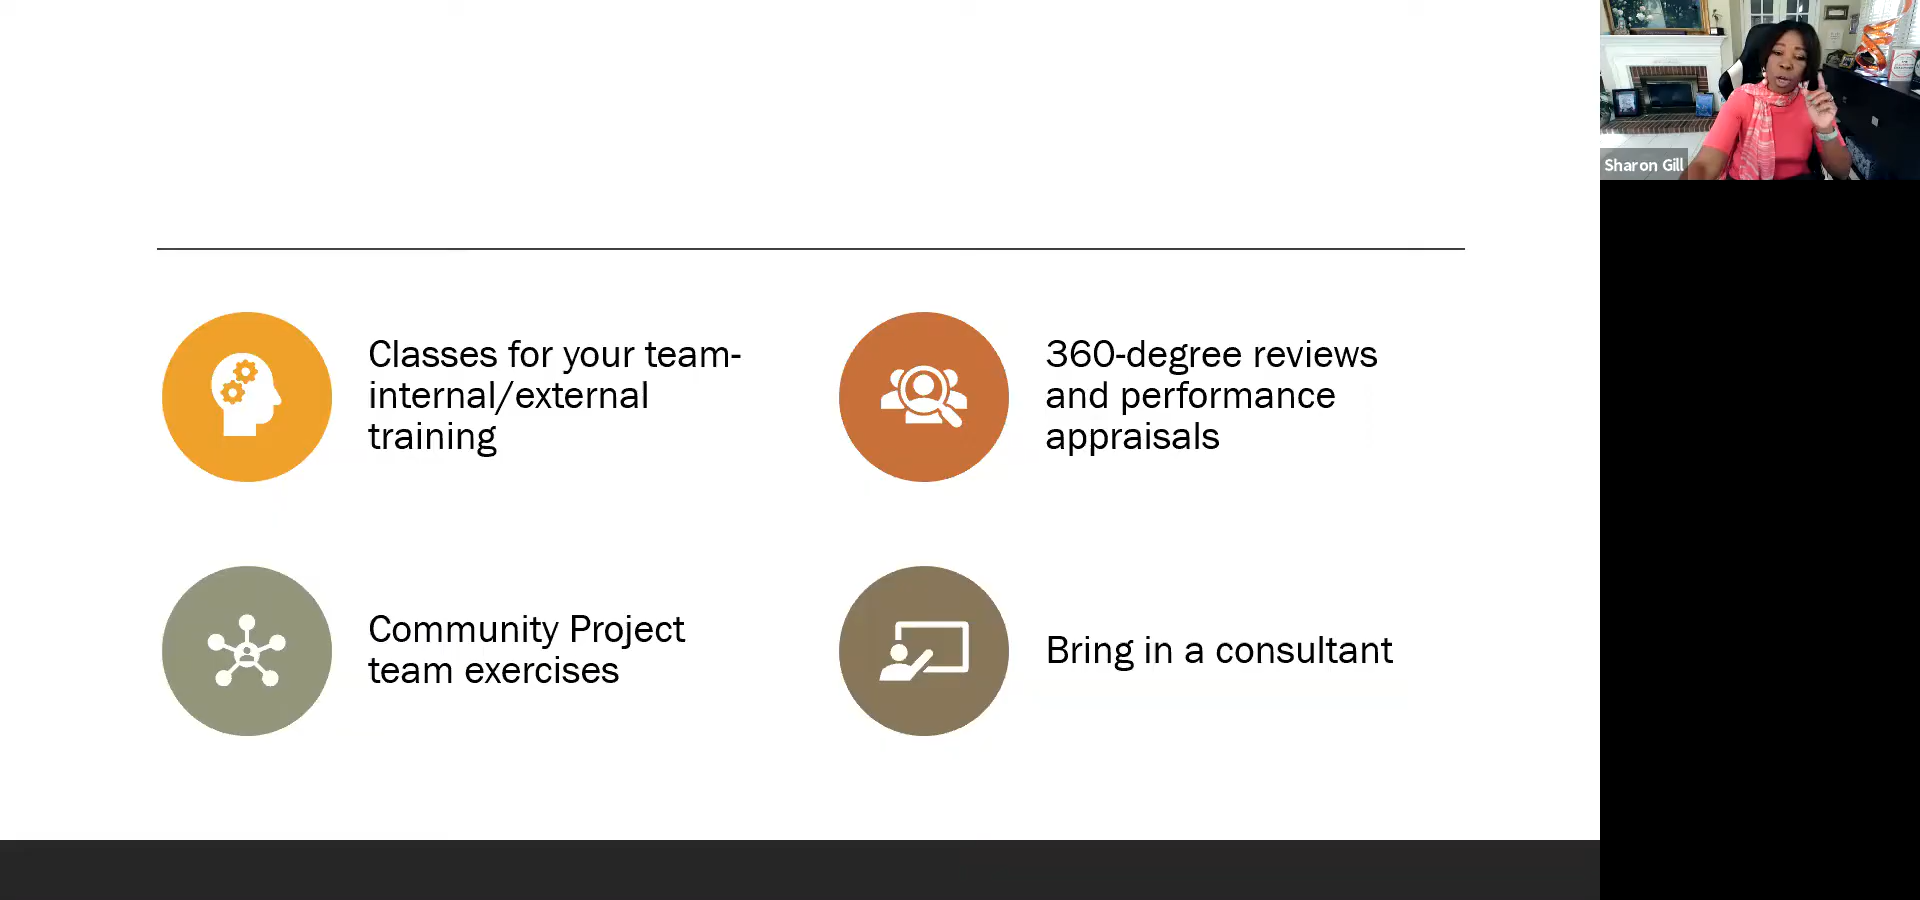 Classes for your team-
internal/external
training
360-degree reviews
and performance
appraisals
Community Project
team exercises
Bring in a consultant
Sharon Gill